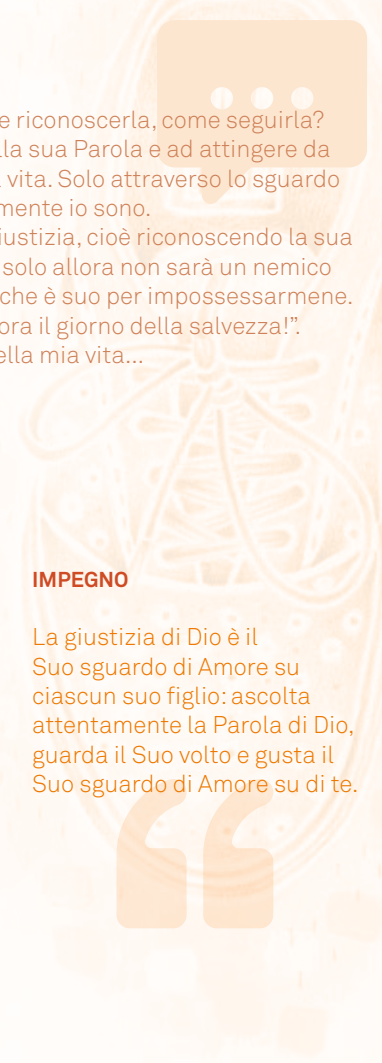 e riconoscerla, come seguirla?
lla sua Parola e ad attingere da
vita. Solo attraverso lo sguardo
mente io sono.
iustizia, cioè riconoscendo la sua
solo allora non sarà un nemico
che è suo per impossessarmene.
ora il giorno della salvezza!”.
ella mia vita...
IMPEGNO
La giustizia di Dio è il
Suo sguardo di Amore su
ciascun suo figlio: ascolta
attentamente la Parola di Dio,
guarda il Suo volto e gusta il
Suo sguardo di Amore su di te.